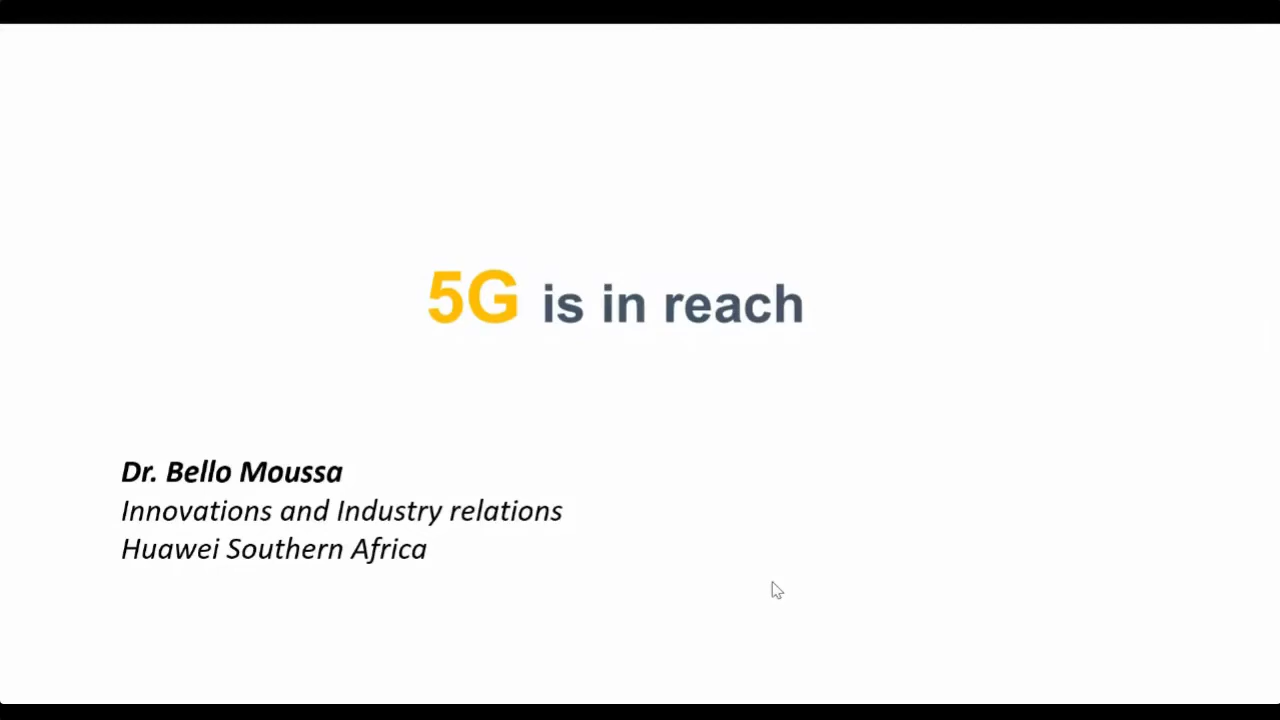 5G is in reach
Dr. Bello Moussa
Innovations and Industry relations
Huawei Southern Africa